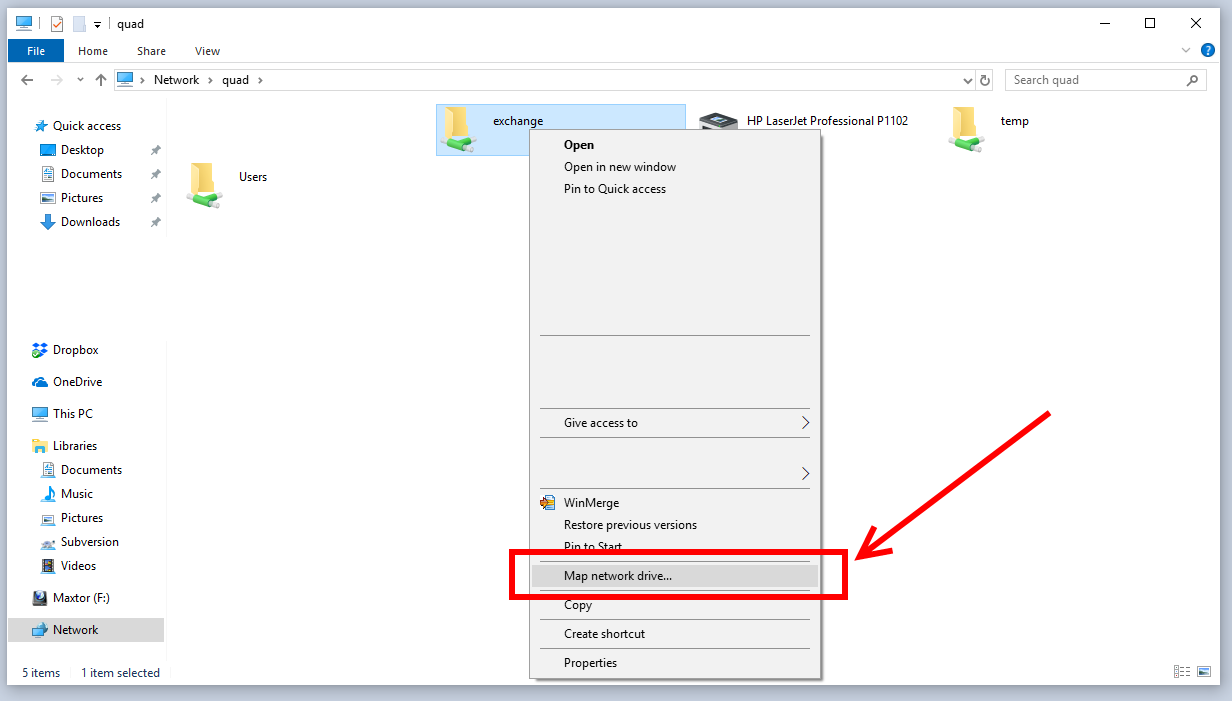 quad
File Home Share View
Network quad
Search quad
Quick access
Desktop
Documents
Pictures
Downloads
Dropbox
OneDrive
This PC
Libraries
Documents
Music
Pictures
Subversion
Videos
Maxtor (F:)
Network
exchange
HP LaserJet Professional P1102
temp
Users
Open
Open in new window
Pin to Quick access
Give access to
WinMerge
Restore previous versions
Pin to Start
Map network drive...
Copy
Create shortcut
Properties
5 items 1 item selected